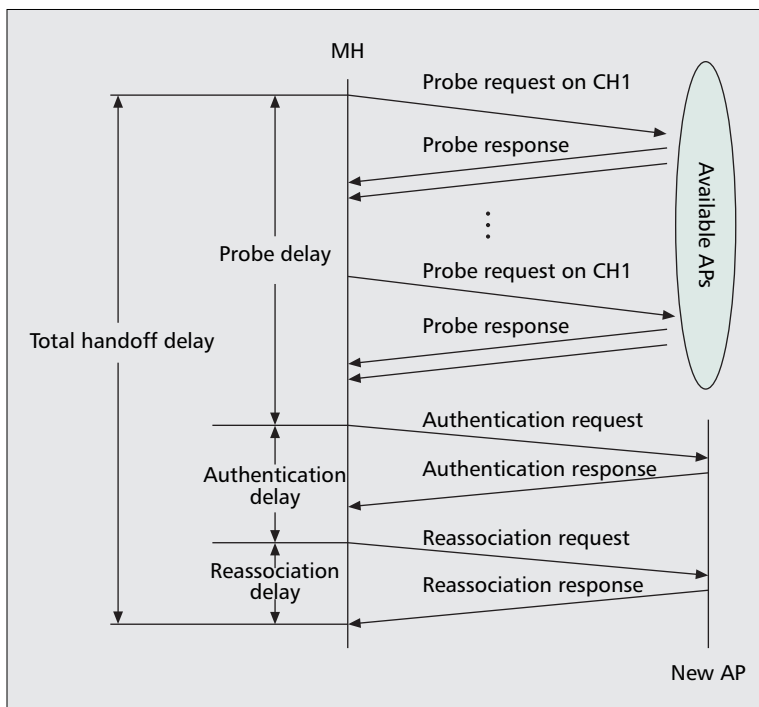 MH
Probe request on CH1
Probe response
Available APs
⋮
Probe delay
Probe request on CH1
Probe response
Total handoff delay
Authentication request
Authentication
delay
Authentication response
Reassociation request
Reassociation
delay
Reassociation response
New AP